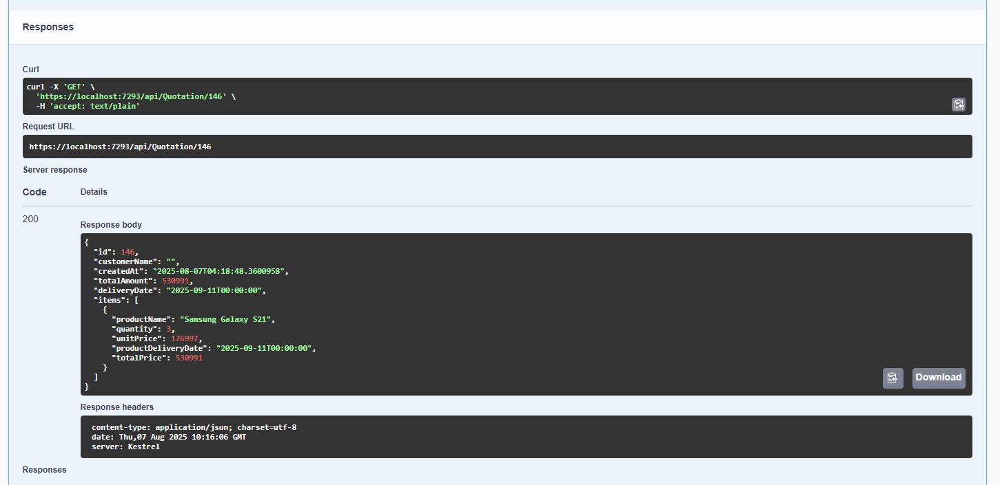 Responses
Curl
curl -X 'GET' \
  'https://localhost:7293/api/Quotation/146' \
  -H 'accept: text/plain'
Request URL
https://localhost:7293/api/Quotation/146
Server response
Code Details
200
Response body
{
  "id": 146,
  "customerName": "",
  "createdAt": "2025-08-07T04:18:48.3600958",
  "totalAmount": 530991,
  "deliveryDate": "2025-09-11T00:00:00",
  "items": [
    {
      "productName": "Samsung Galaxy S21",
      "quantity": 3,
      "unitPrice": 176997,
      "productDeliveryDate": "2025-09-11T00:00:00",
      "totalPrice": 530991
    }
  ]
}
Download
Response headers
content-type: application/json; charset=utf-8
date: Thu,07 Aug 2025 10:16:06 GMT
server: Kestrel
Responses